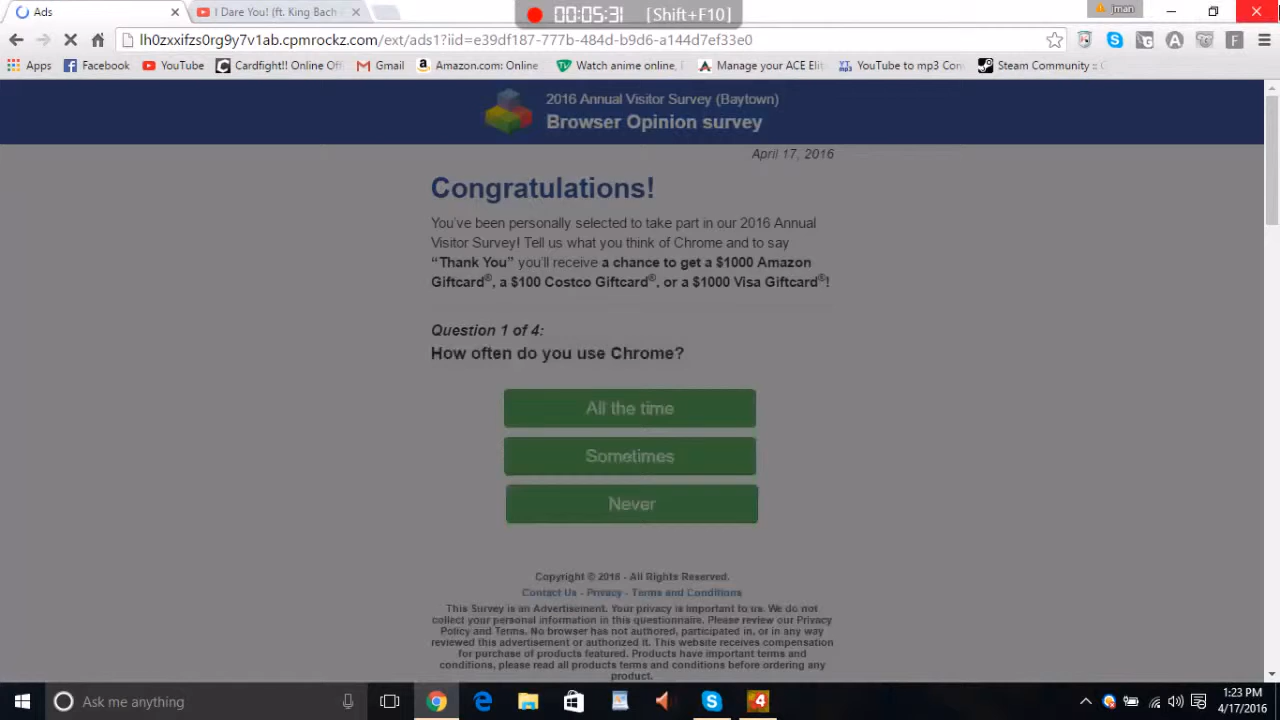 00:05:31 [Shift+F10]
Ads
I Dare You! (ft. King Bach
jman
lh0zxxifzs0rg9y7v1ab.cpmrockz.com/ext/ads1?iid=e39df187-777b-484d-b9d6-a144d7ef33e0
Apps Facebook YouTube Cardfight!! Online Off Gmail Amazon.com: Online Watch anime online, Manage your ACE Elit YouTube to mp3 Con Steam Community ::
2016 Annual Visitor Survey (Baytown)
Browser Opinion survey
April 17, 2016
Congratulations!
You've been personally selected to take part in our 2016 Annual
Visitor Survey! Tell us what you think of Chrome and to say
“Thank You” you'll receive a chance to get a $1000 Amazon
Giftcard®, a $100 Costco Giftcard®, or a $1000 Visa Giftcard®!
Question 1 of 4:
How often do you use Chrome?
All the time
Sometimes
Never
Copyright © 2016 - All Rights Reserved.
Contact Us - Privacy - Terms and Conditions
This Survey is an Advertisement. Your privacy is important to us. We do not
collect your personal information in this questionnaire. Please review our Privacy
Policy and Terms. No browser has not authored, participated in, or in any way
reviewed this advertisement or authorized it. This website receives compensation
for purchase of products featured. Products have important terms and
conditions, please read all products terms and conditions before ordering any
product.
Ask me anything
1:23 PM
4/17/2016